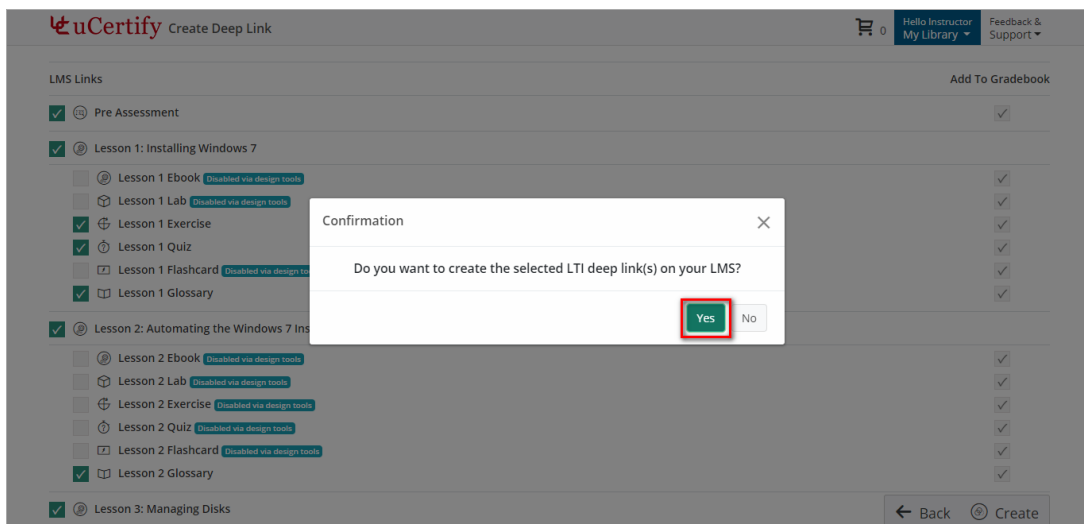 uCertify Create Deep Link
0
Hello Instructor
My Library
Feedback &
Support
LMS Links
Add To Gradebook
Pre Assessment
Lesson 1: Installing Windows 7
Lesson 1 Ebook Disabled via design tools
Lesson 1 Lab Disabled via design tools
Lesson 1 Exercise
Lesson 1 Quiz
Lesson 1 Flashcard Disabled via design to
Lesson 1 Glossary
Confirmation
Do you want to create the selected LTI deep link(s) on your LMS?
Yes No
Lesson 2: Automating the Windows 7 Ins
Lesson 2 Ebook Disabled via design tools
Lesson 2 Lab Disabled via design tools
Lesson 2 Exercise Disabled via design tools
Lesson 2 Quiz Disabled via design tools
Lesson 2 Flashcard Disabled via design tools
Lesson 2 Glossary
Lesson 3: Managing Disks
Back Create